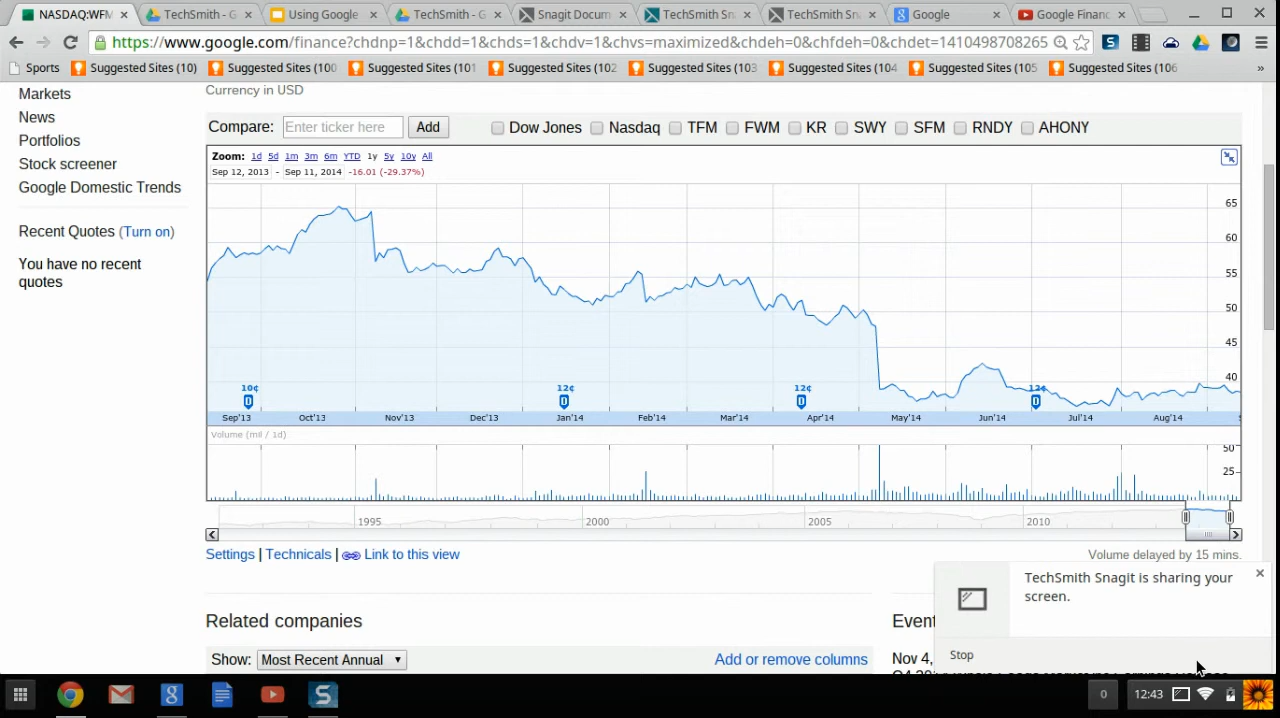 NASDAQ:WFM
TechSmith - G
Using Google
TechSmith - G
Snagit Docum
TechSmith Sn
TechSmith Sn
Google
Google Financ
https://www.google.com/finance?chdnp=1&chdd=1&chds=1&chdv=1&chvs=maximized&chdeh=0&chfdeh=0&chdet=1410498708265
Sports
Suggested Sites (10)
Suggested Sites (100
Suggested Sites (101
Suggested Sites (102
Suggested Sites (103
Suggested Sites (104
Suggested Sites (105
Suggested Sites (106
»
Markets
News
Portfolios
Stock screener
Google Domestic Trends
Recent Quotes (Turn on)
You have no recent
quotes
Currency in USD
Compare: Enter ticker here Add Dow Jones Nasdaq TFM FWM KR SWY SFM RNDY AHONY
Zoom: 1d 5d 1m 3m 6m YTD 1y 5y 10y All
Sep 12, 2013 - Sep 11, 2014 -16.01 (-29.37%)
65
60
55
50
45
40
10¢ 12¢ 12¢ 12¢
D D D D
Sep'13 Oct'13 Nov'13 Dec'13 Jan'14 Feb'14 Mar'14 Apr'14 May'14 Jun'14 Jul'14 Aug'14
Volume (mil / 1d)
50
25
1995 2000 2005 2010
Settings | Technicals | Link to this view
Volume delayed by 15 mins.
Related companies
Event
Show: Most Recent Annual
Add or remove columns
Nov 4,
TechSmith Snagit is sharing your
screen.
Stop
0
12:43